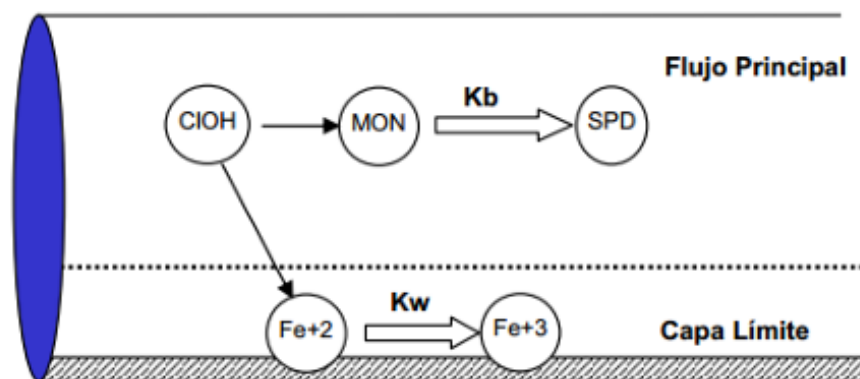 Flujo Principal
Kb
ClOH
MON
SPD
Kw
Fe+2
Fe+3
Capa Límite